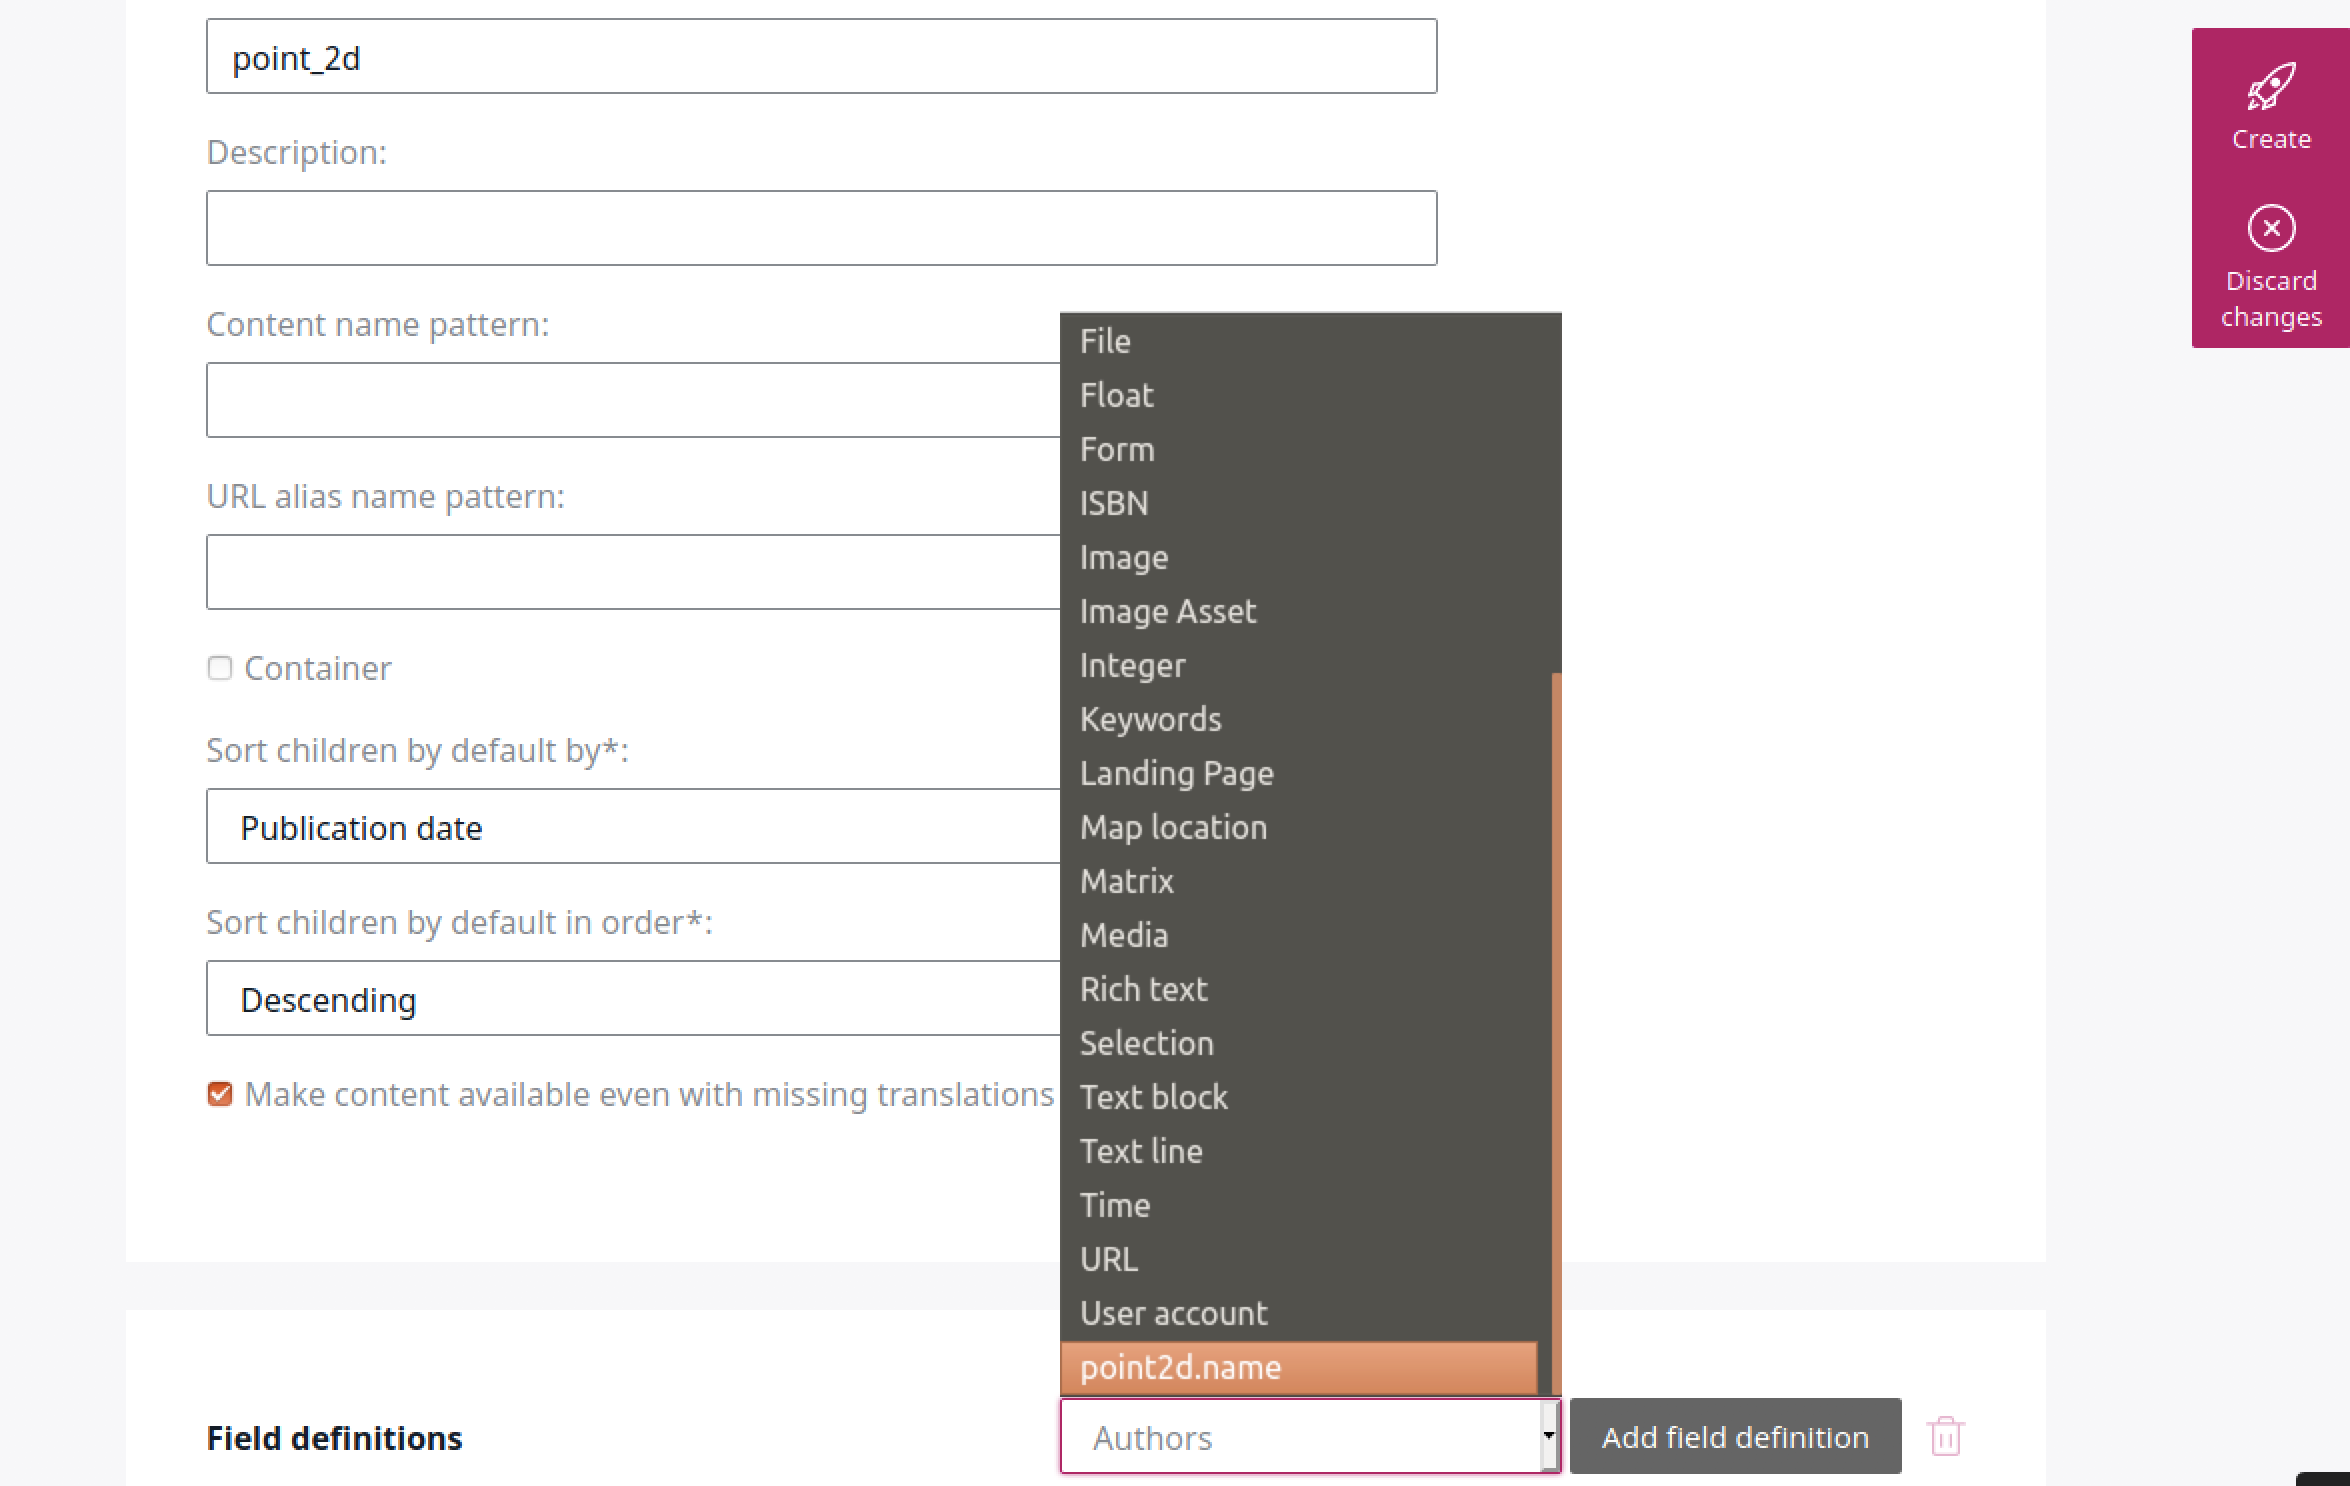 point_2d
Description:
Content name pattern:
URL alias name pattern:
Container
Sort children by default by*:
Publication date
Sort children by default in order*:
Descending
Make content available even with missing translations
File
Float
Form
ISBN
Image
Image Asset
Integer
Keywords
Landing Page
Map location
Matrix
Media
Rich text
Selection
Text block
Text line
Time
URL
User account
point2d.name
Field definitions
Authors
Add field definition
Create
Discard
changes